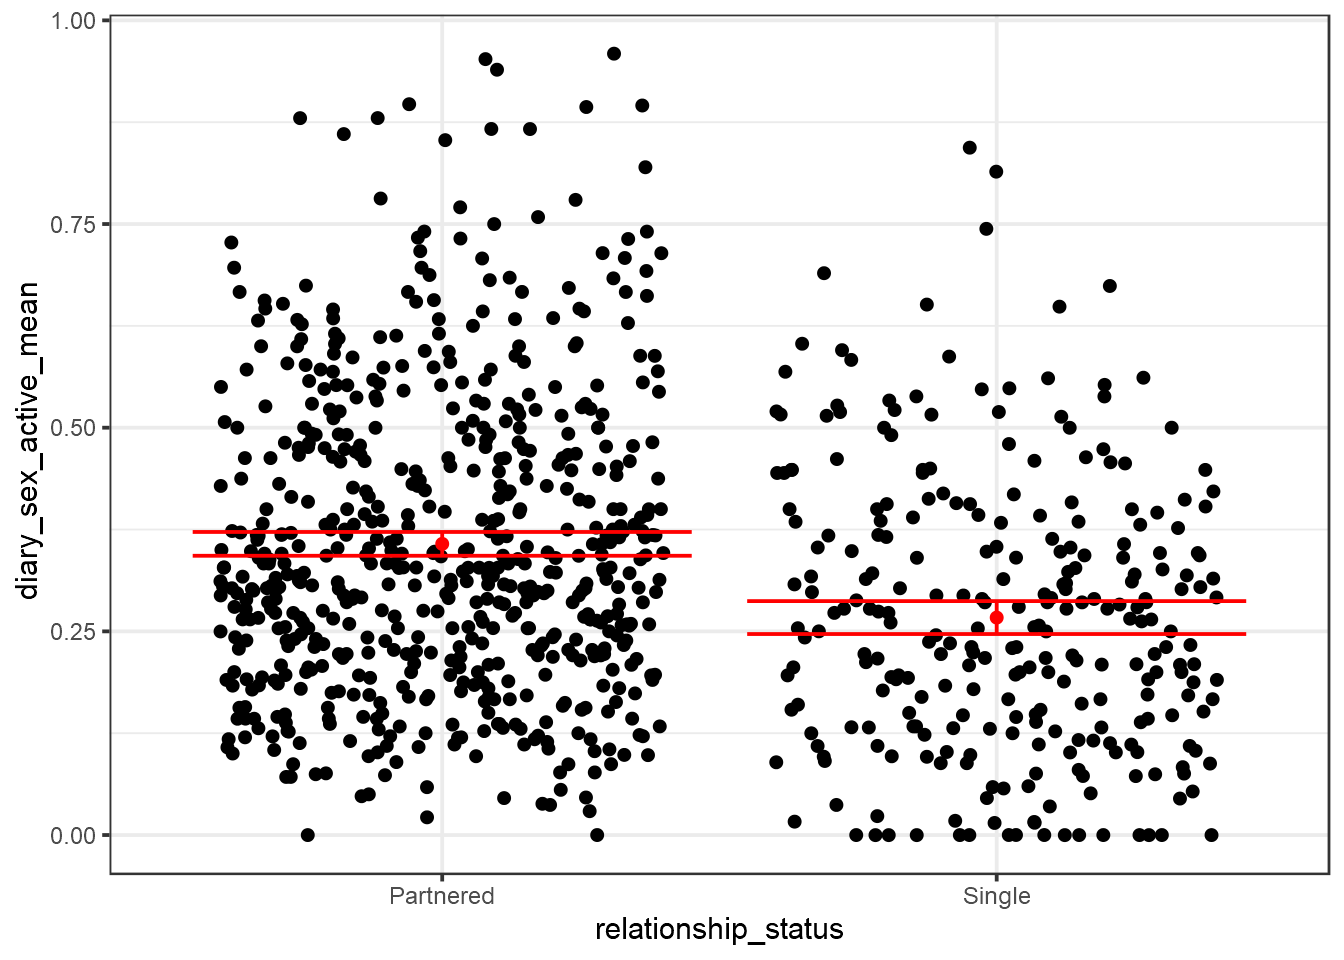 1.00
0.75
0.50
0.25
0.00
diary_sex_active_mean
Partnered
Single
relationship_status